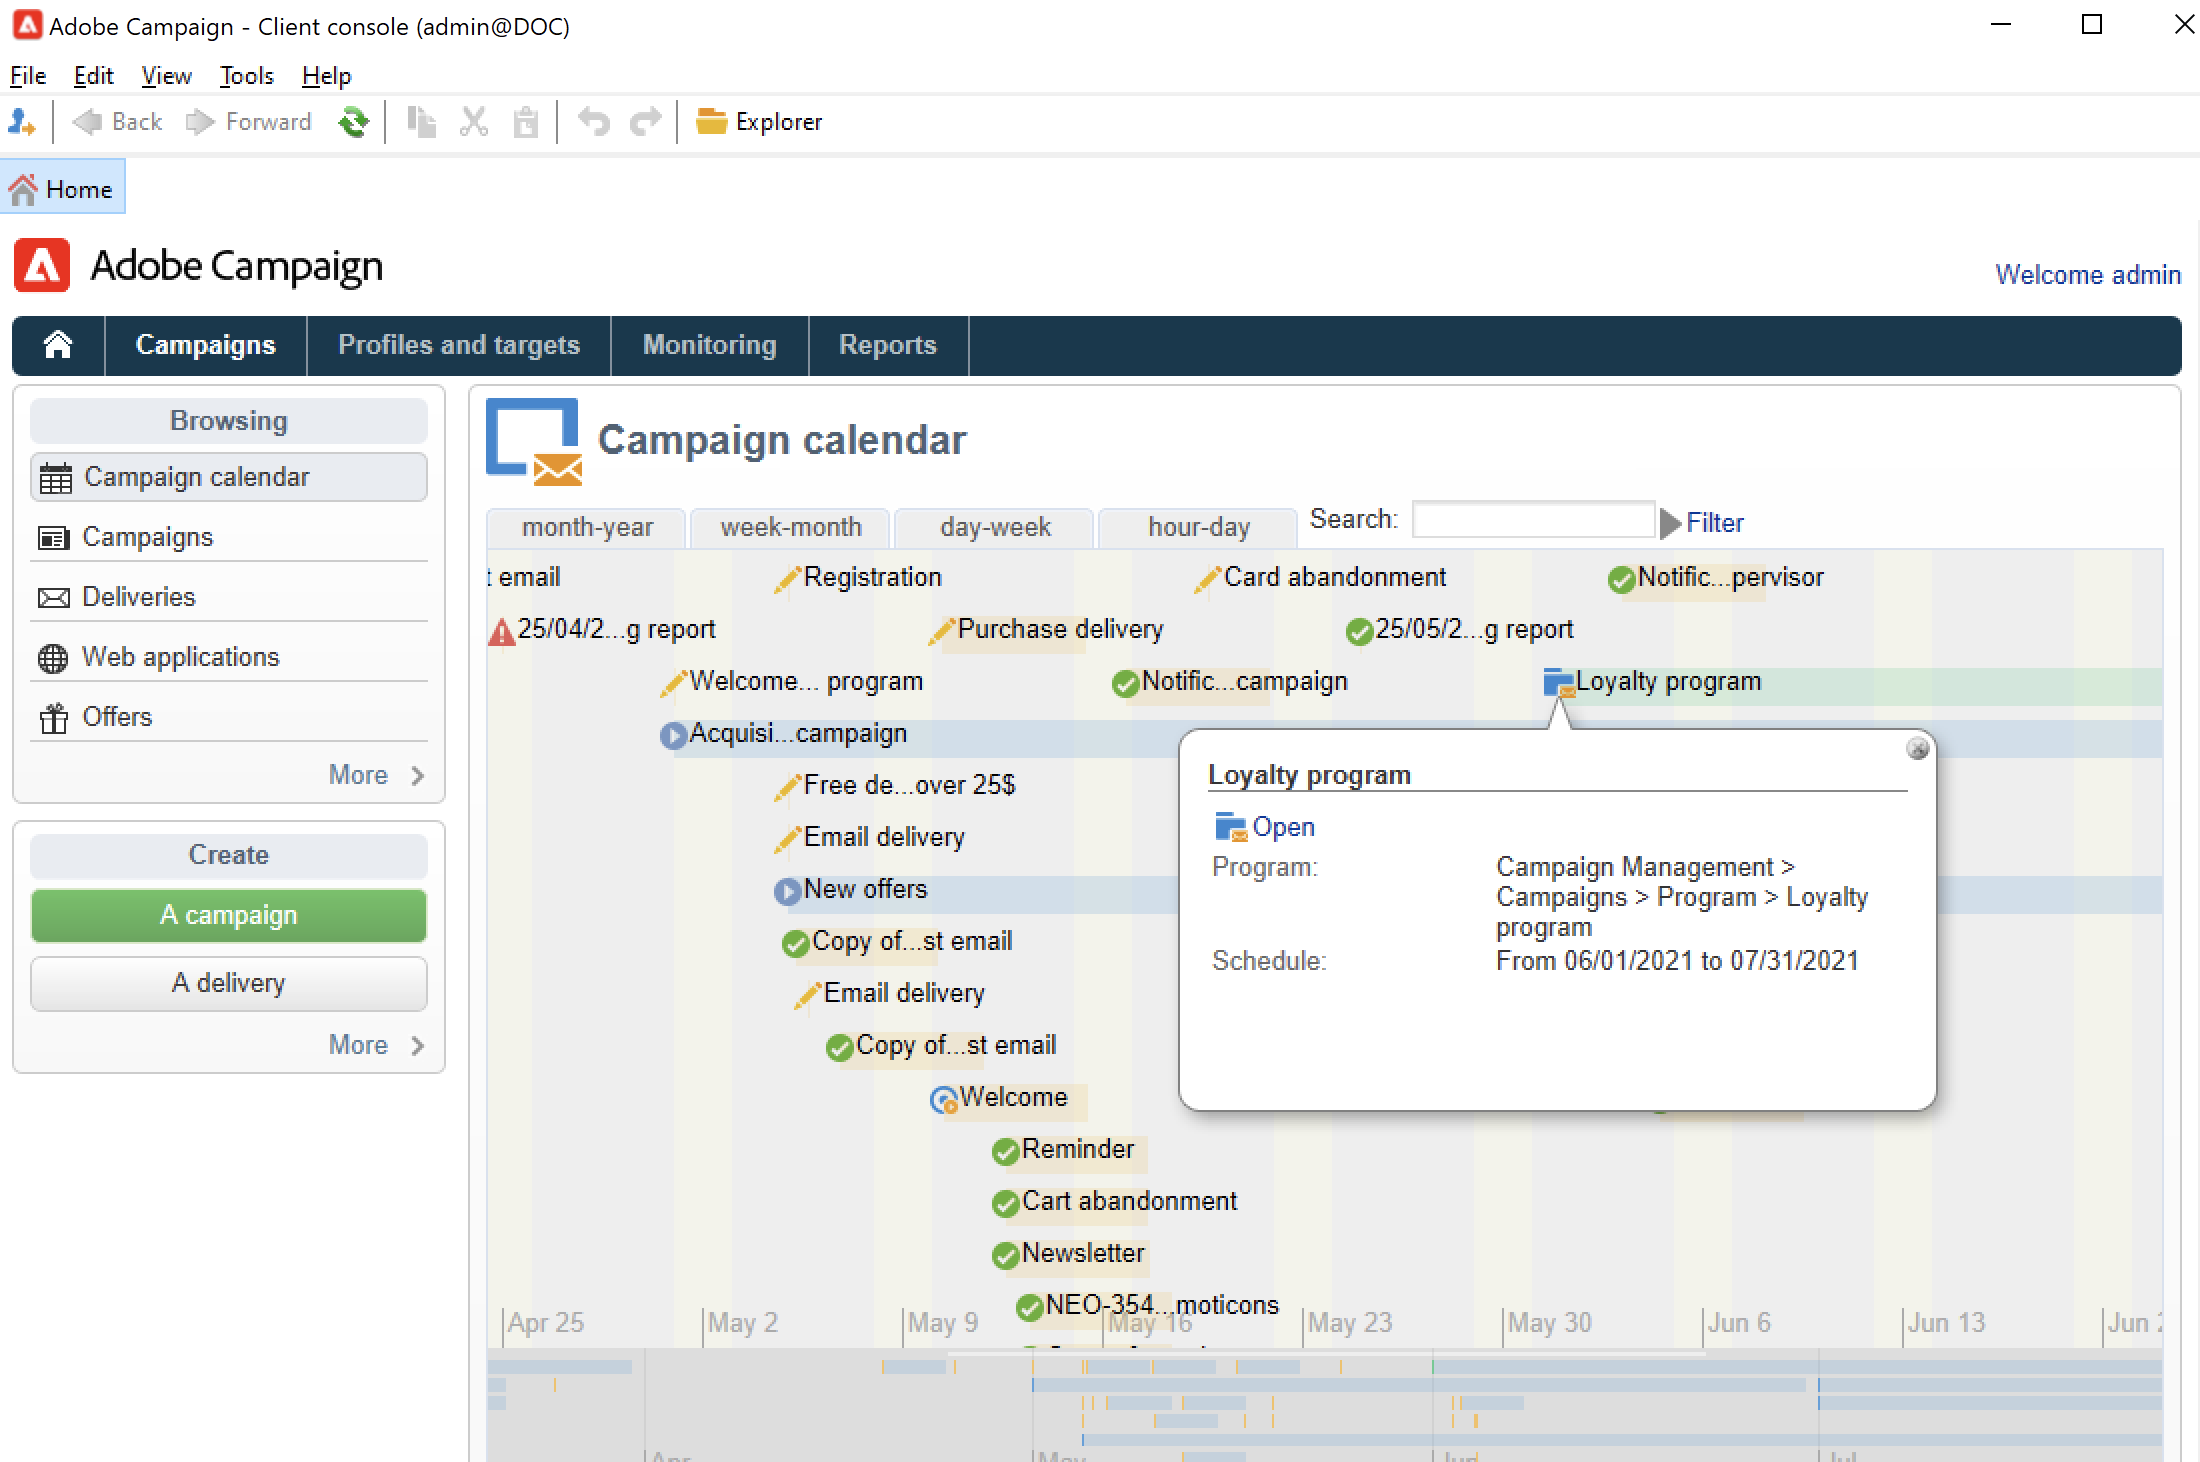 Adobe Campaign - Client console (admin@DOC)
File Edit View Tools Help
Back Forward Explorer
Home
Adobe Campaign
Welcome admin
Campaigns Profiles and targets Monitoring Reports
Browsing
Campaign calendar
Campaigns
Deliveries
Web applications
Offers
More
Create
A campaign
A delivery
More
Campaign calendar
month-year week-month day-week hour-day Search: Filter
t email Registration Card abandonment Notific...pervisor
25/04/2...g report Purchase delivery 25/05/2...g report
Welcome... program Notific...campaign Loyalty program
Acquisi...campaign
Free de...over 25$
Email delivery
New offers
Copy of...st email
Email delivery
Copy of...st email
Welcome
Reminder
Cart abandonment
Newsletter
NEO-354...moticons
Loyalty program
Open
Program: Campaign Management >
Campaigns > Program > Loyalty
program
Schedule: From 06/01/2021 to 07/31/2021
Apr 25 May 2 May 9 May 16 May 23 May 30 Jun 6 Jun 13 Jun
Apr May Jun Jul